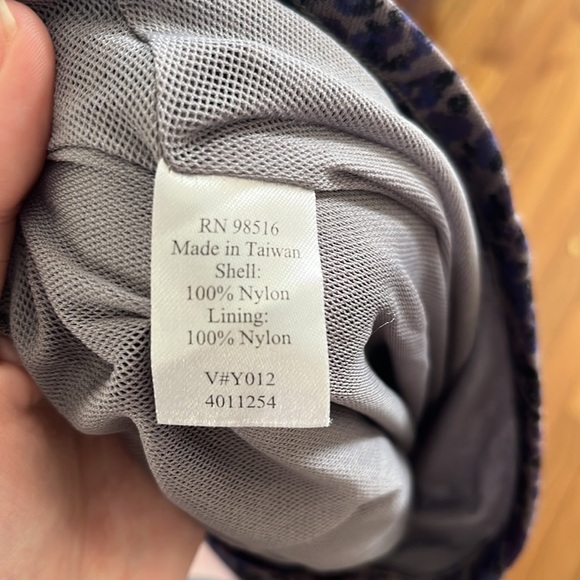 RN 98516
Made in Taiwan
Shell:
100% Nylon
Lining:
100% Nylon
V#Y012
4011254